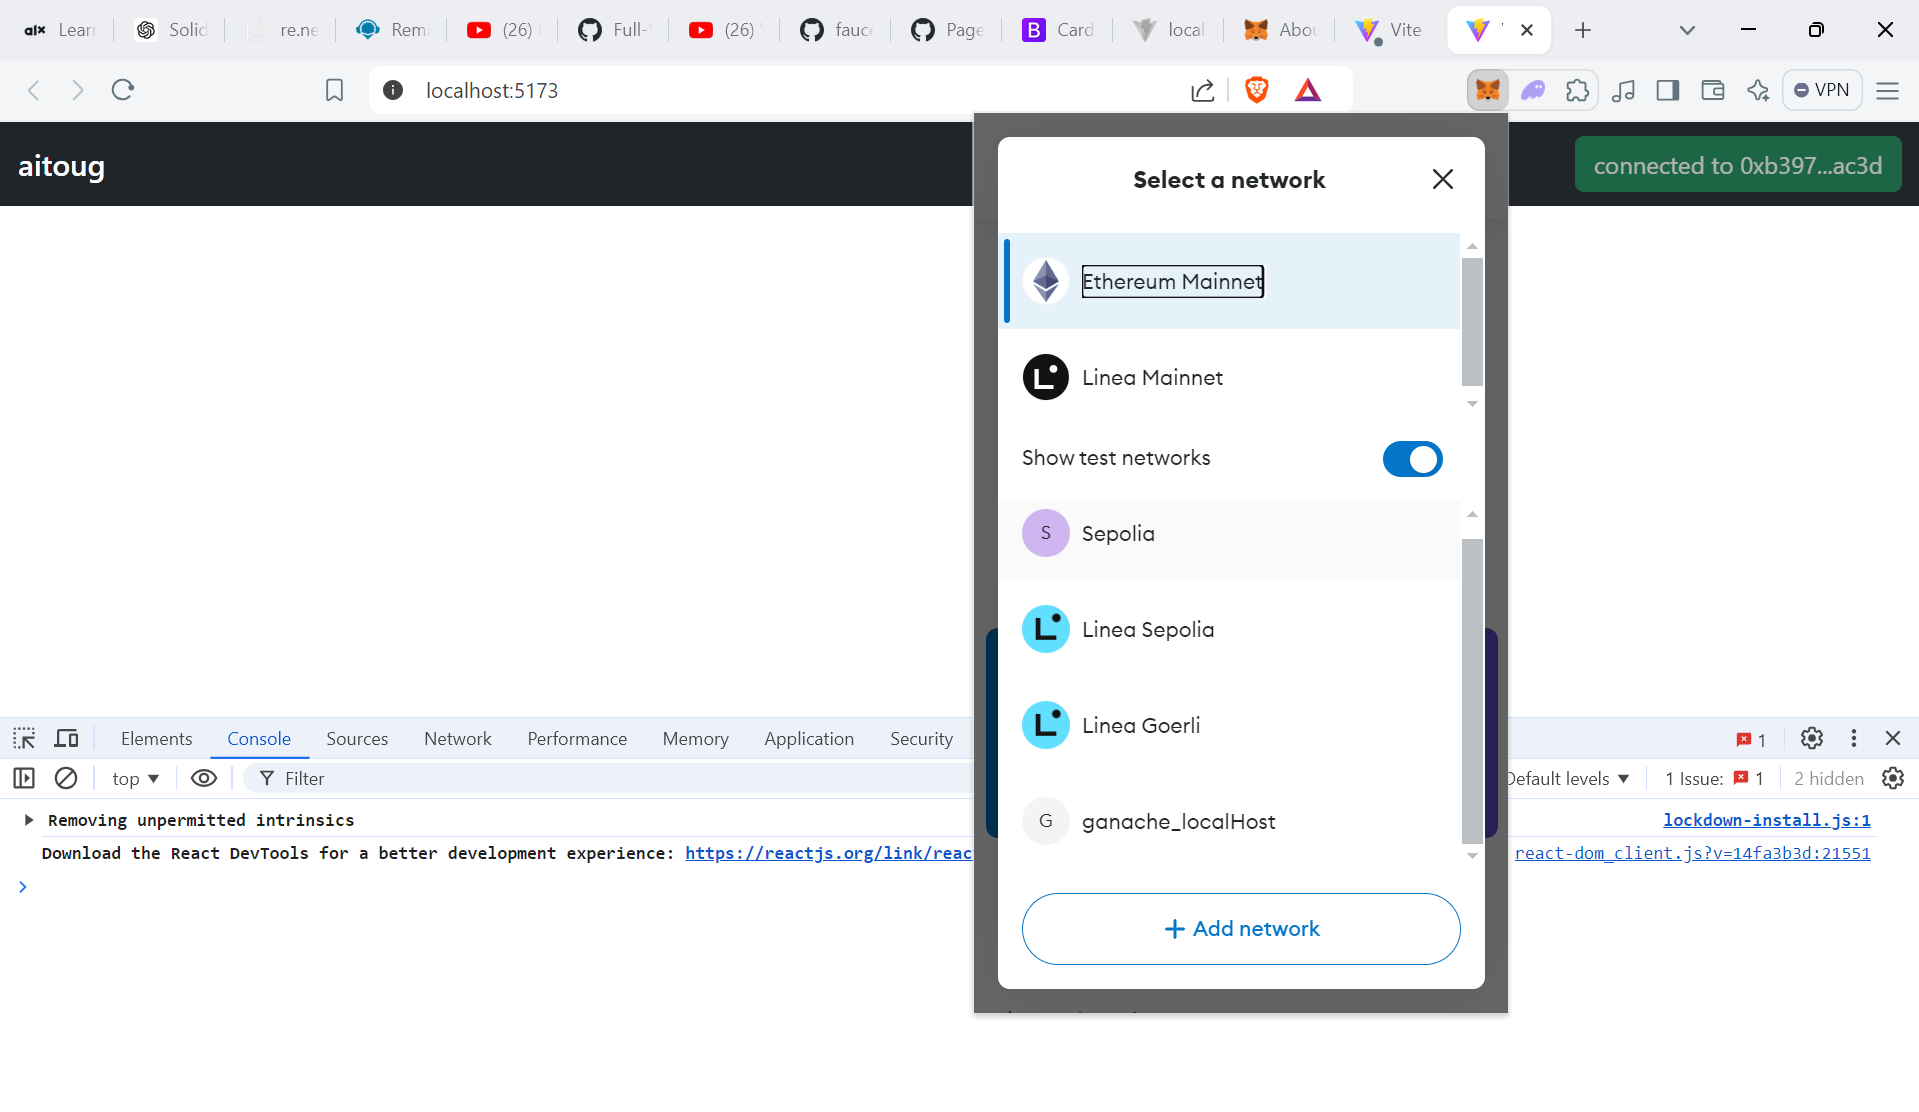 alx Lear
Solid
re.ne
Rem
(26)
Full-S
(26)
fauc
Page
B Card
local
Abo
Vite
localhost:5173
VPN
aitoug
connected to 0xb397...ac3d
Select a network
Ethereum Mainnet
Linea Mainnet
Show test networks
S Sepolia
Linea Sepolia
Linea Goerli
G ganache_localHost
+ Add network
Elements Console Sources Network Performance Memory Application Security
1
top
Filter
Default levels
1 Issue: 1
2 hidden
Removing unpermitted intrinsics
lockdown-install.js:1
Download the React DevTools for a better development experience: https://reactjs.org/link/reac
react-dom_client.js?v=14fa3b3d:21551